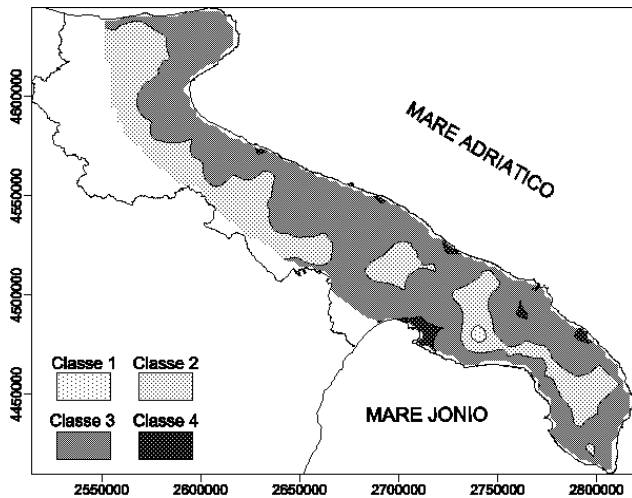 MARE ADRIATICO
4600000
4550000
4500000
4450000
Classe 1
Classe 2
Classe 3
Classe 4
MARE JONIO
2550000
2600000
2650000
2700000
2750000
2800000